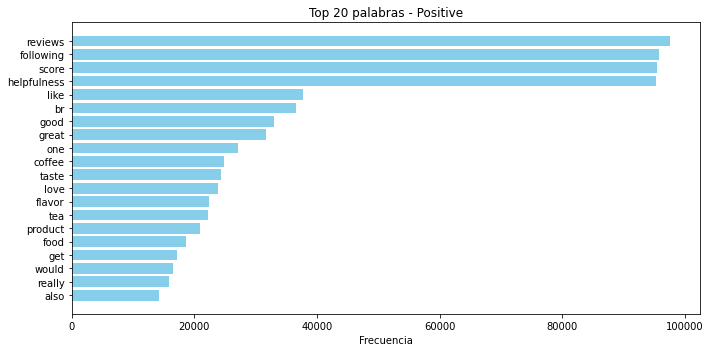 Top 20 palabras - Positive
reviews
following
score
helpfulness
like
br
good
great
one
coffee
taste
love
flavor
tea
product
food
get
would
really
also
0 20000 40000 60000 80000 100000
Frecuencia